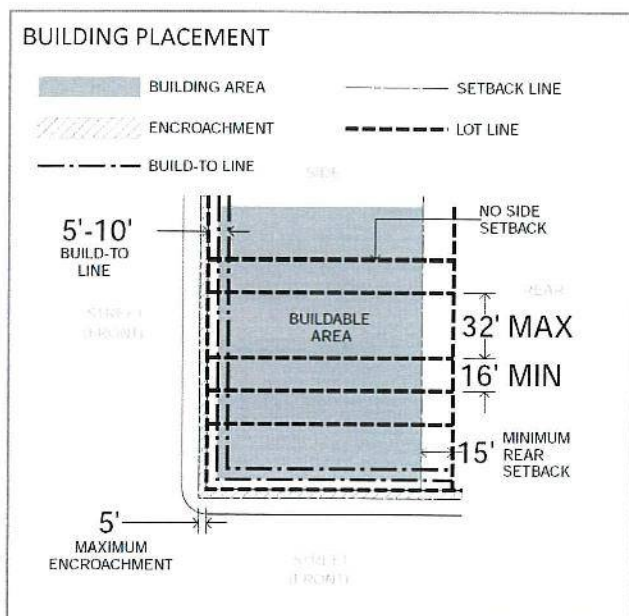 BUILDING PLACEMENT
BUILDING AREA
SETBACK LINE
ENCROACHMENT
LOT LINE
BUILD-TO LINE
SIDE
5'-10'
BUILD-TO
LINE
NO SIDE
SETBACK
STREET
(FRONT)
BUILDABLE
AREA
REAR
32' MAX
16' MIN
15'
MINIMUM
REAR
SETBACK
5'
MAXIMUM
ENCROACHMENT
STREET
(FRONT)